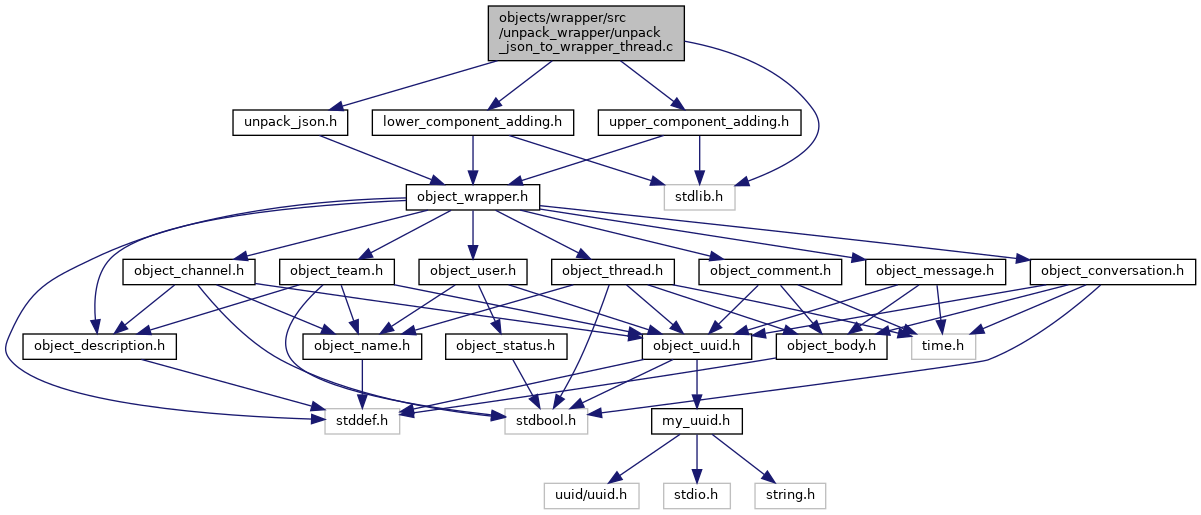 objects/wrapper/src
/unpack_wrapper/unpack
_json_to_wrapper_thread.c
unpack_json.h
lower_component_adding.h
upper_component_adding.h
object_wrapper.h
stdlib.h
object_channel.h
object_team.h
object_user.h
object_thread.h
object_comment.h
object_message.h
object_conversation.h
object_description.h
object_name.h
object_status.h
object_uuid.h
object_body.h
time.h
stddef.h
stdbool.h
my_uuid.h
uuid/uuid.h
stdio.h
string.h